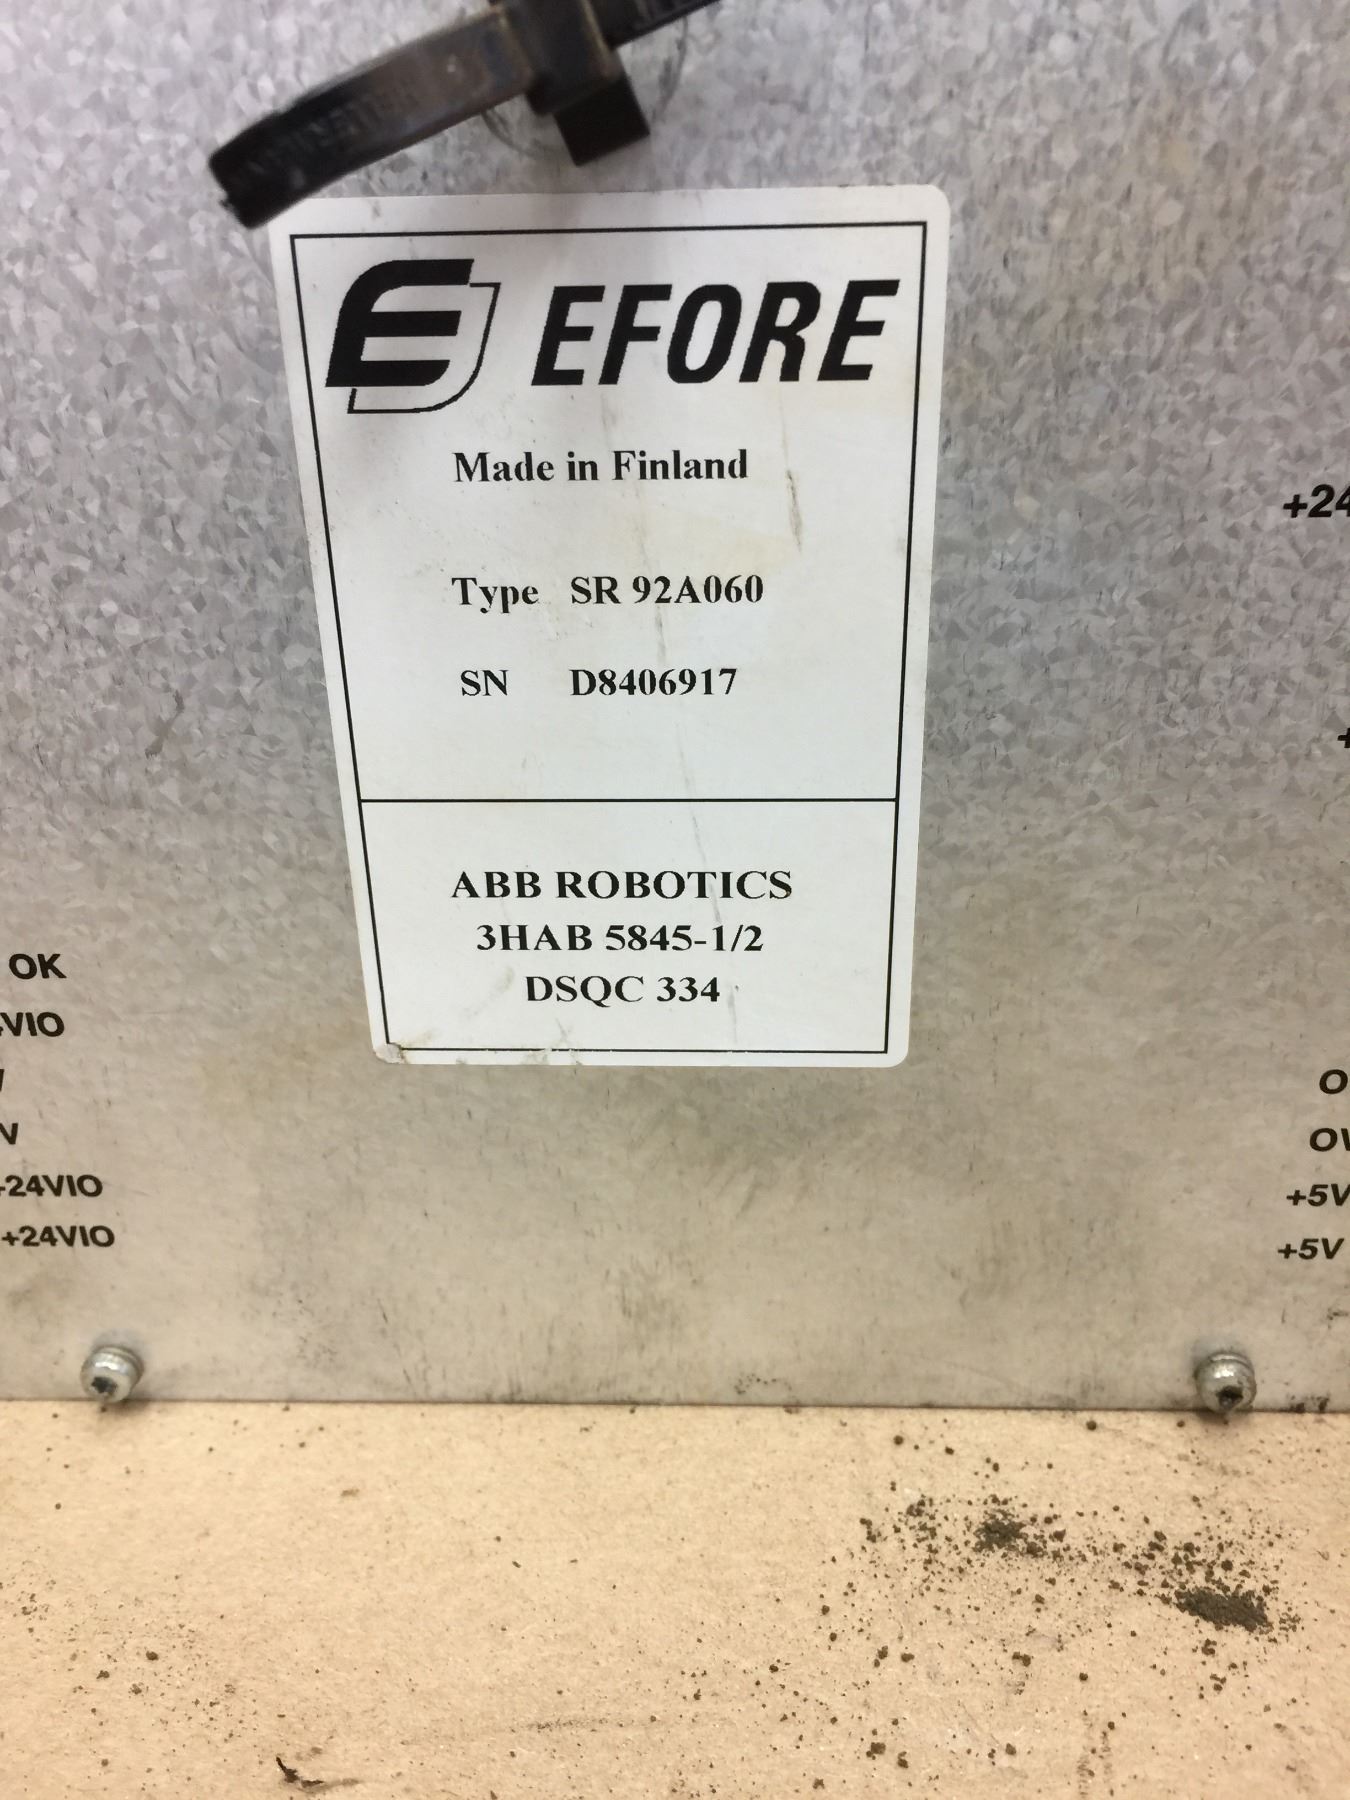 EFORE
Made in Finland
Type SR 92A060
SN D8406917
ABB ROBOTICS
3HAB 5845-1/2
DSQC 334
OK
+24VIO
+24VIO
+5V
+5V